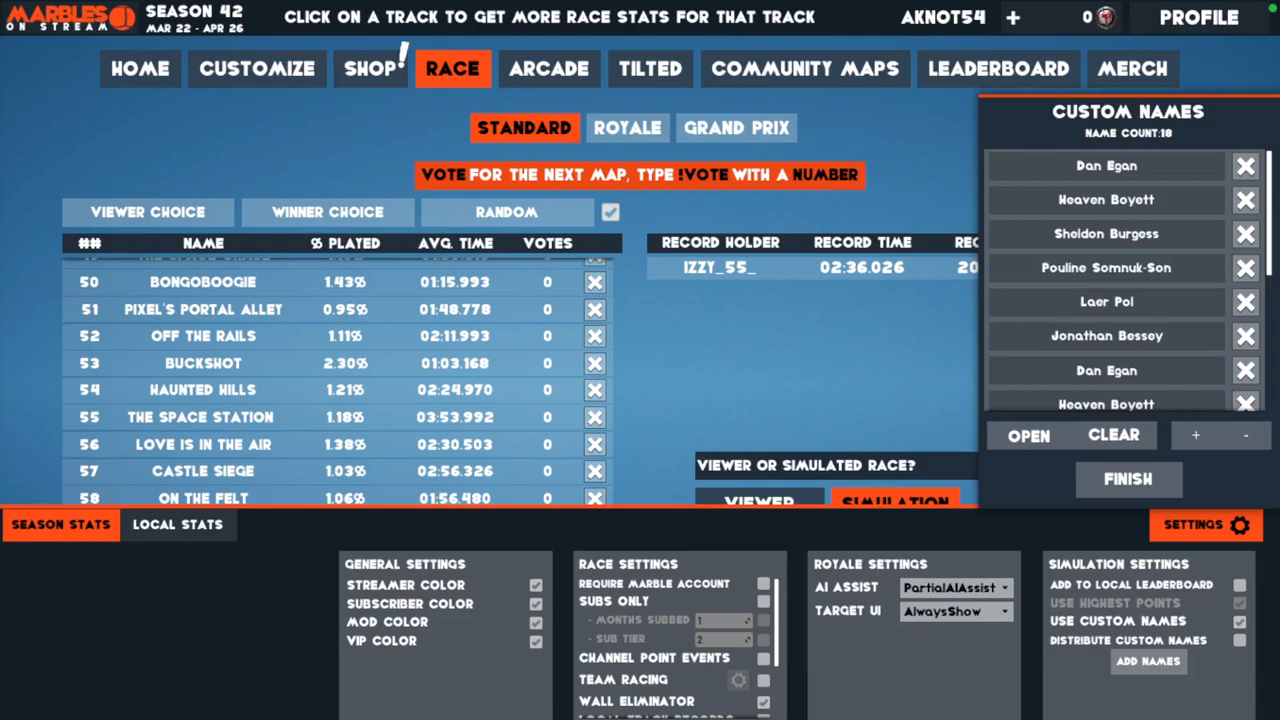 MARBLES
ON STREAM
SEASON 42
MAR 22 - APR 26
CLICK ON A TRACK TO GET MORE RACE STATS FOR THAT TRACK
AKNOT54 + 0 PROFILE
HOME CUSTOMIZE SHOP! RACE ARCADE TILTED COMMUNITY MAPS LEADERBOARD MERCH
STANDARD ROYALE GRAND PRIX
VOTE FOR THE NEXT MAP, TYPE !VOTE WITH A NUMBER
VIEWER CHOICE WINNER CHOICE RANDOM
## NAME % PLAYED AVG. TIME VOTES
50 BONGOBOOGIE 1.43% 01:15.993 0 X
51 PIXEL'S PORTAL ALLEY 0.95% 01:48.778 0 X
52 OFF THE RAILS 1.11% 02:11.993 0 X
53 BUCKSHOT 2.30% 01:03.168 0 X
54 HAUNTED HILLS 1.21% 02:24.970 0 X
55 THE SPACE STATION 1.18% 03:53.992 0 X
56 LOVE IS IN THE AIR 1.38% 02:30.503 0 X
57 CASTLE SIEGE 1.03% 02:56.326 0 X
58 ON THE FELT 1.06% 01:56.480 0 X
RECORD HOLDER RECORD TIME REC
IZZY_55_ 02:36.026 20
VIEWER OR SIMULATED RACE?
VIEWER SIMULATION
CUSTOM NAMES
NAME COUNT:18
Dan Egan X
Heaven Boyett X
Sheldon Burgess X
Pouline Somnuk-Son X
Laer Pol X
Jonathan Bessey X
Dan Egan X
Heaven Boyett X
OPEN CLEAR + -
FINISH
SEASON STATS LOCAL STATS SETTINGS
GENERAL SETTINGS
STREAMER COLOR
SUBSCRIBER COLOR
MOD COLOR
VIP COLOR
RACE SETTINGS
REQUIRE MARBLE ACCOUNT
SUBS ONLY
- MONTHS SUBBED 1
- SUB TIER 2
CHANNEL POINT EVENTS
TEAM RACING
WALL ELIMINATOR
LOCAL TRACK RECORDS
ROYALE SETTINGS
AI ASSIST PartialAIAssist
TARGET UI AlwaysShow
SIMULATION SETTINGS
ADD TO LOCAL LEADERBOARD
USE HIGHEST POINTS
USE CUSTOM NAMES
DISTRIBUTE CUSTOM NAMES
ADD NAMES